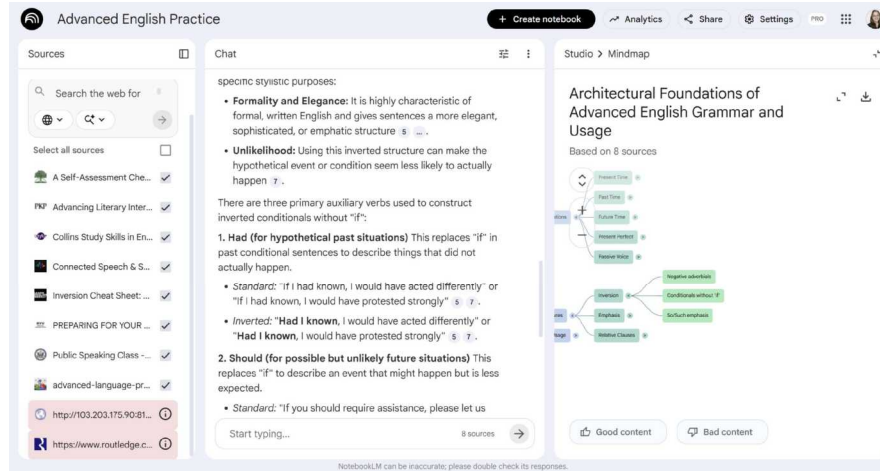 Advanced English Practice
+ Create notebook
Analytics
Share
Settings
PRO
Sources
Search the web for
Select all sources
A Self-Assessment Che...
Advancing Literary Inter...
Collins Study Skills in En...
Connected Speech & S...
Inversion Cheat Sheet: ...
PREPARING FOR YOUR ...
Public Speaking Class -...
advanced-language-pr...
http://103.203.175.90:81...
https://www.routledge.c...
Chat
specific stylistic purposes:
• Formality and Elegance: It is highly characteristic of
formal, written English and gives sentences a more elegant,
sophisticated, or emphatic structure 5 ... .
• Unlikelihood: Using this inverted structure can make the
hypothetical event or condition seem less likely to actually
happen 7 .
There are three primary auxiliary verbs used to construct
inverted conditionals without "if":
1. Had (for hypothetical past situations) This replaces "if" in
past conditional sentences to describe things that did not
actually happen.
• Standard: "If I had known, I would have acted differently" or
"If I had known, I would have protested strongly" 5 7 .
• Inverted: "Had I known, I would have acted differently" or
"Had I known, I would have protested strongly" 5 7 .
2. Should (for possible but unlikely future situations) This
replaces "if" to describe an event that might happen but is less
expected.
• Standard: "If you should require assistance, please let us
Start typing...
8 sources
Studio > Mindmap
Architectural Foundations of
Advanced English Grammar and
Usage
Based on 8 sources
Present Time
Past Time
Future Time
Present Perfect
Passive Voice
Inversion
Emphasis
Relative Clauses
Negative adverbials
Conditionals without 'if'
So/Such emphasis
Good content
Bad content
NotebookLM can be inaccurate; please double check its responses.